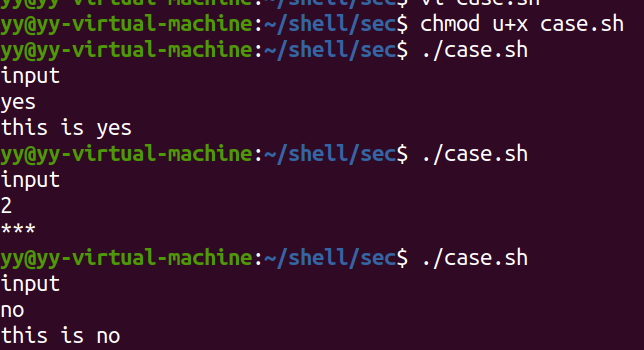 yy@yy-virtual-machine:~/shell/sec$ vi case.sh
yy@yy-virtual-machine:~/shell/sec$ chmod u+x case.sh
yy@yy-virtual-machine:~/shell/sec$ ./case.sh
input
yes
this is yes
yy@yy-virtual-machine:~/shell/sec$ ./case.sh
input
2
***
yy@yy-virtual-machine:~/shell/sec$ ./case.sh
input
no
this is no